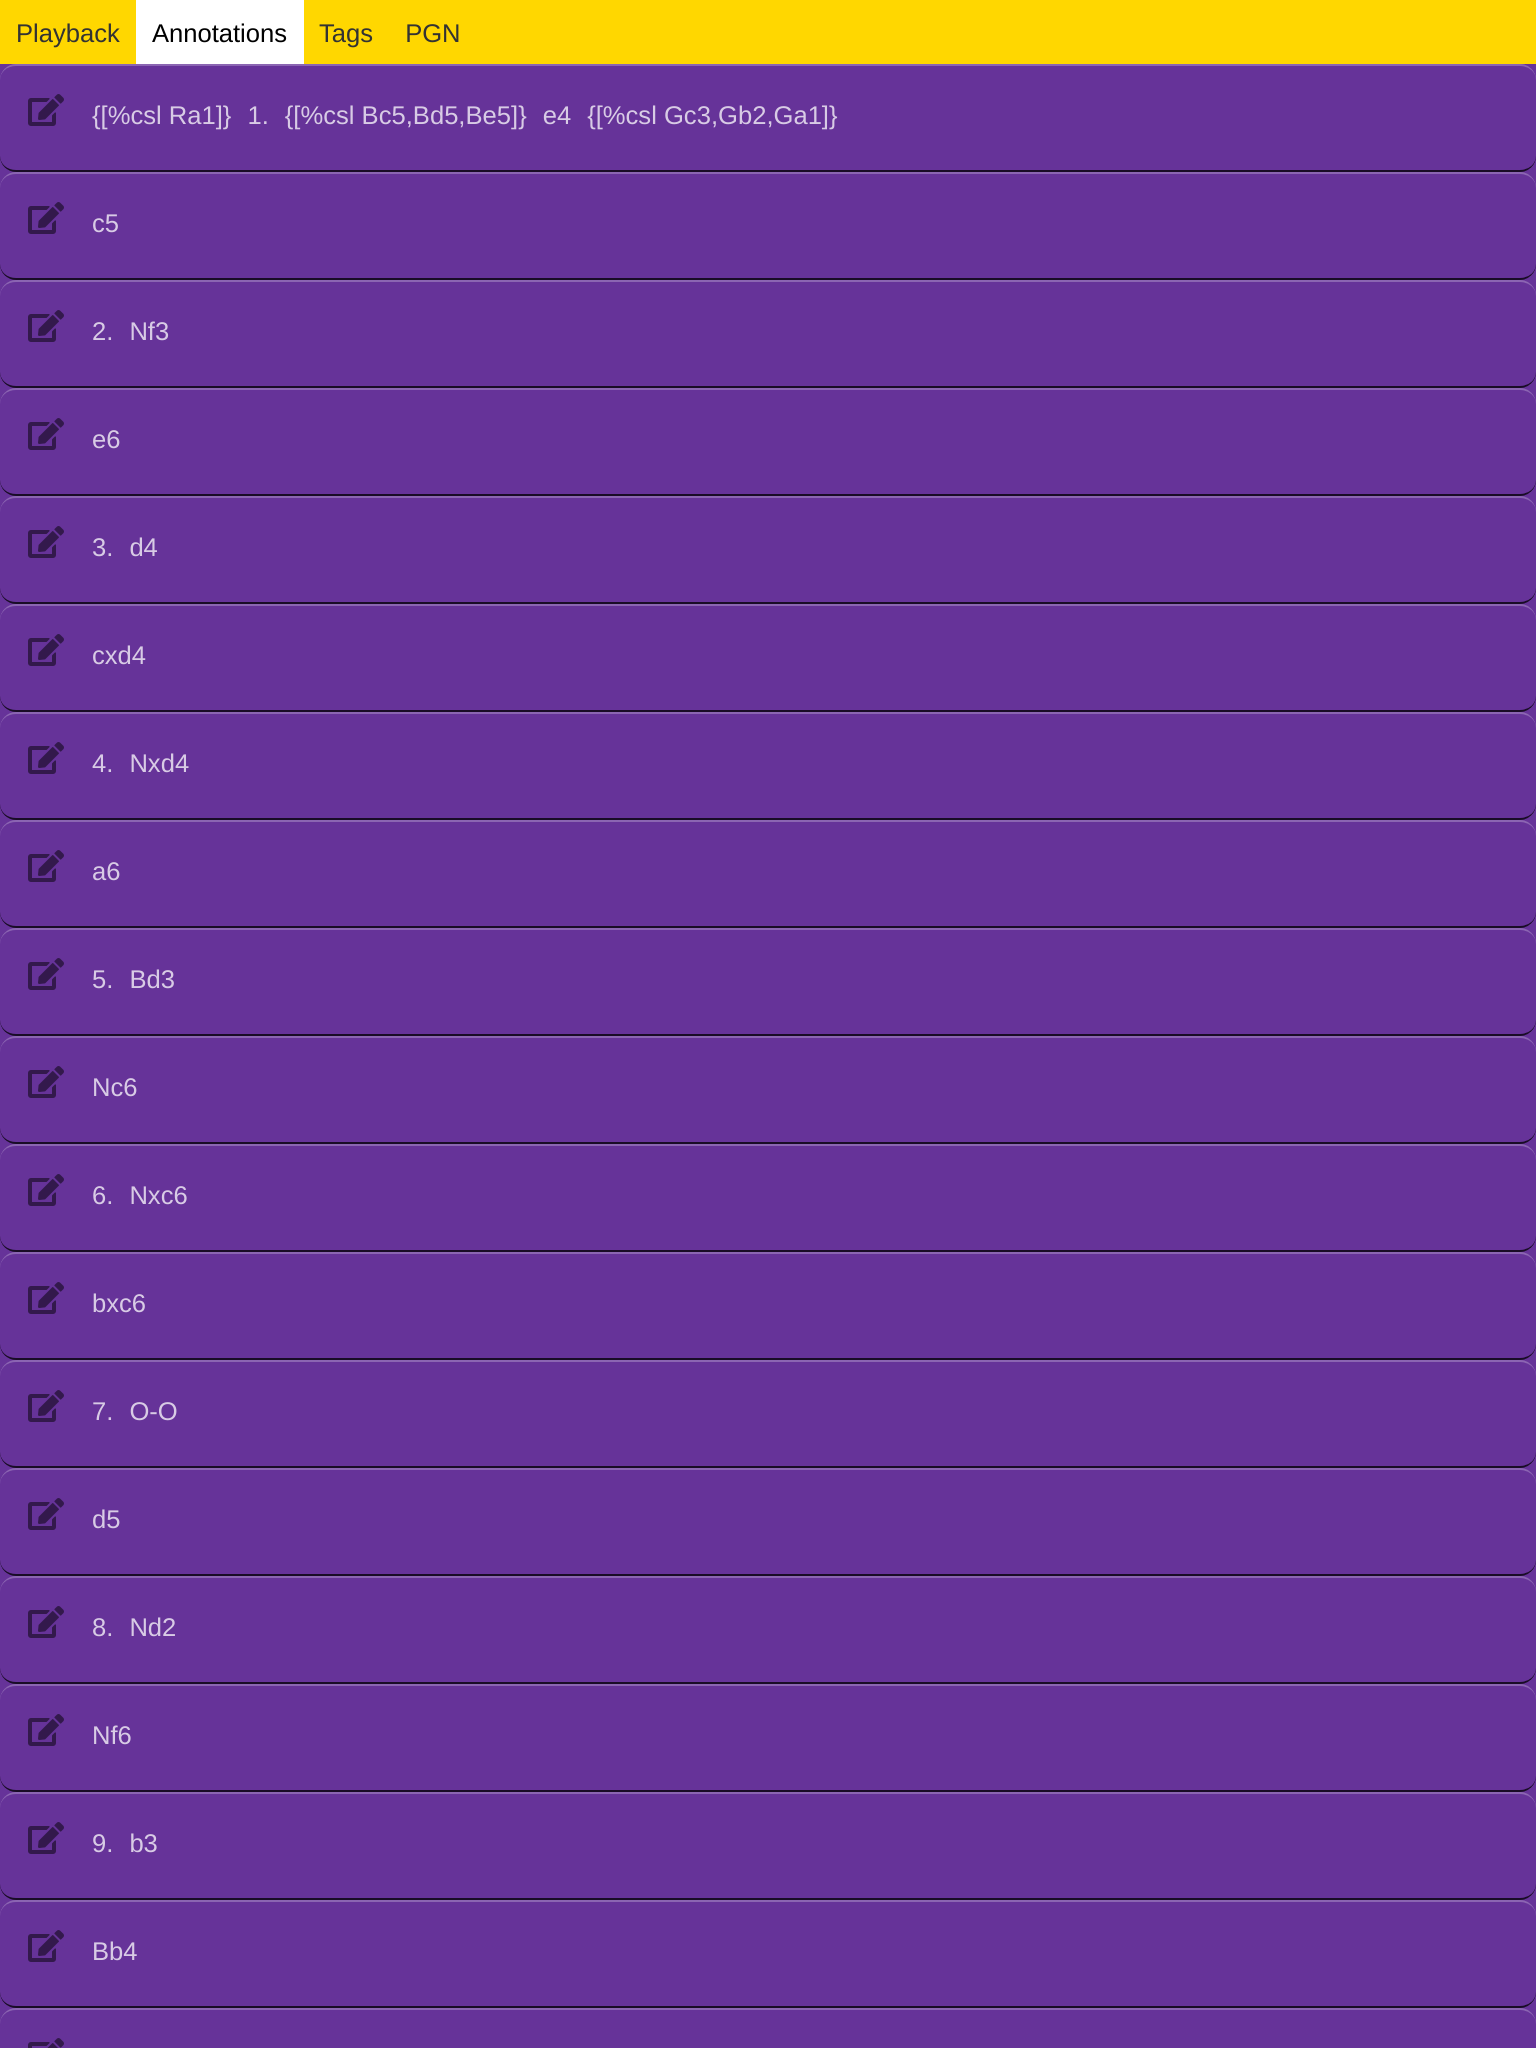 Playback Annotations Tags PGN
{[%csl Ra1]} 1. {[%csl Bc5,Bd5,Be5]} e4 {[%csl Gc3,Gb2,Ga1]}
c5
2. Nf3
e6
3. d4
cxd4
4. Nxd4
a6
5. Bd3
Nc6
6. Nxc6
bxc6
7. O-O
d5
8. Nd2
Nf6
9. b3
Bb4